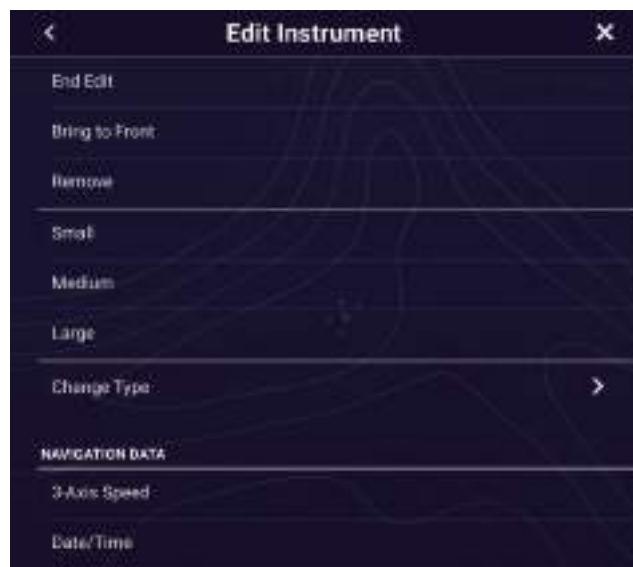 Edit Instrument
End Edit
Bring to Front
Remove
Small
Medium
Large
Change Type
NAVIGATION DATA
3-Axis Speed
Date/Time